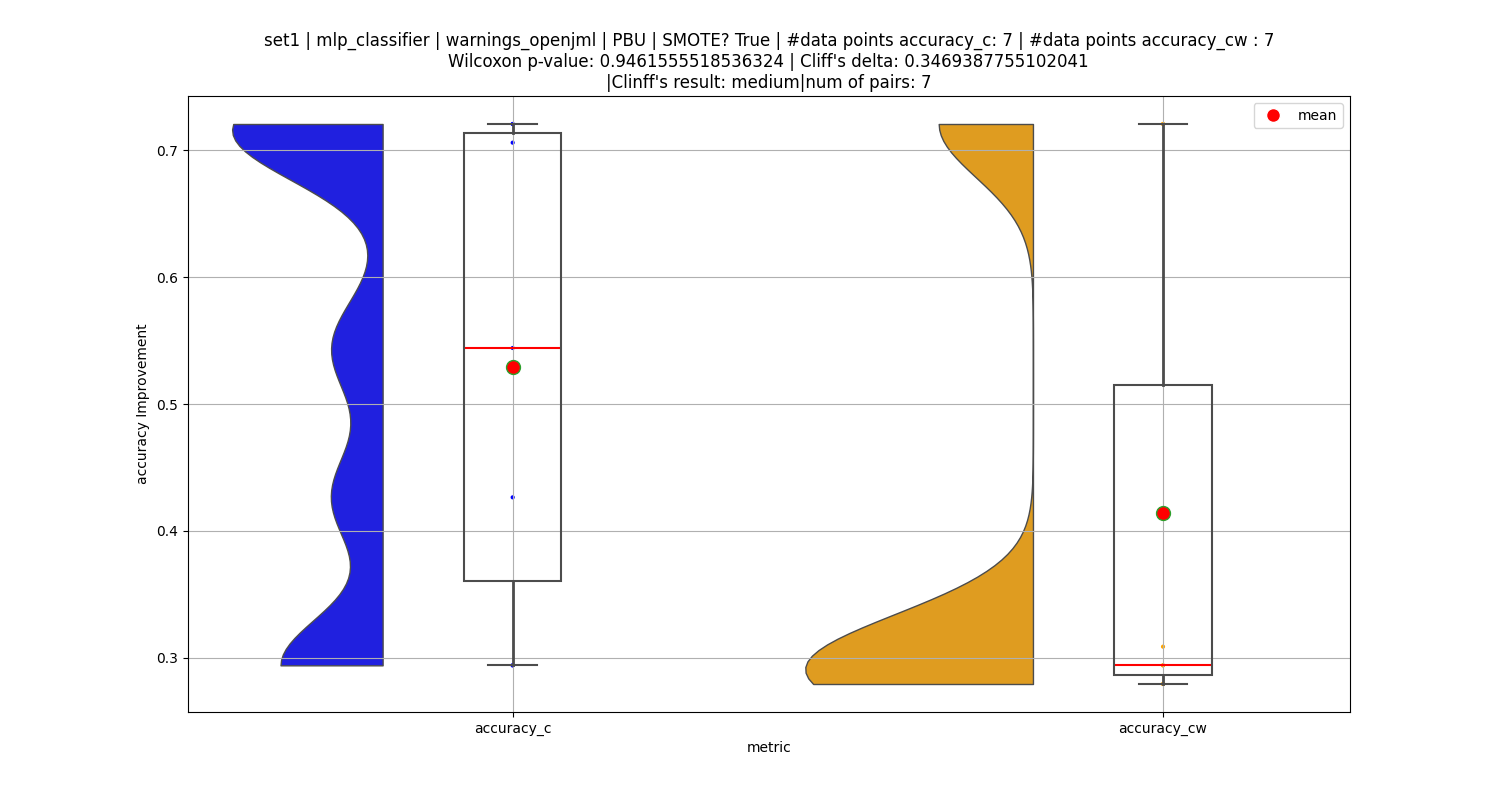 set1 | mlp_classifier | warnings_openjml | PBU | SMOTE? True | #data points accuracy_c: 7 | #data points accuracy_cw : 7
Wilcoxon p-value: 0.9461555518536324 | Cliff's delta: 0.3469387755102041
|Clinff's result: medium|num of pairs: 7
mean
0.7
0.6
0.5
0.4
0.3
accuracy Improvement
accuracy_c
accuracy_cw
metric